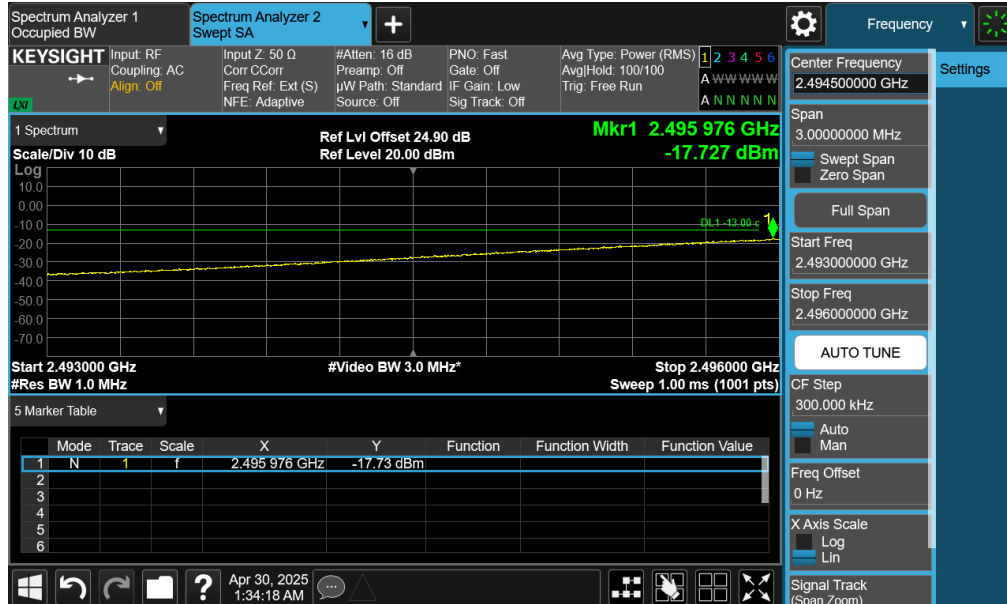 Spectrum Analyzer 1
Occupied BW
Spectrum Analyzer 2
Swept SA
Frequency
KEYSIGHT
LXI
Input: RF
Coupling: AC
Align: Off
Input Z: 50 Ω
Corr CCorr
Freq Ref: Ext (S)
NFE: Adaptive
#Atten: 16 dB
Preamp: Off
µW Path: Standard
Source: Off
PNO: Fast
Gate: Off
IF Gain: Low
Sig Track: Off
Avg Type: Power (RMS)
Avg|Hold: 100/100
Trig: Free Run
1 2 3 4 5 6
A W W W W W
A N N N N N
1 Spectrum
Scale/Div 10 dB
Ref Lvl Offset 24.90 dB
Ref Level 20.00 dBm
Mkr1 2.495 976 GHz
-17.727 dBm
Log
10.0
0.00
-10.0
-20.0
-30.0
-40.0
-50.0
-60.0
-70.0
DL1 -13.00
1
Start 2.493000 GHz
#Res BW 1.0 MHz
#Video BW 3.0 MHz*
Stop 2.496000 GHz
Sweep 1.00 ms (1001 pts)
5 Marker Table
Mode Trace Scale X Y Function Function Width Function Value
1 N 1 f 2.495 976 GHz -17.73 dBm
2
3
4
5
6
Center Frequency
2.494500000 GHz
Span
3.00000000 MHz
Swept Span
Zero Span
Full Span
Start Freq
2.493000000 GHz
Stop Freq
2.496000000 GHz
AUTO TUNE
CF Step
300.000 kHz
Auto
Man
Freq Offset
0 Hz
X Axis Scale
Log
Lin
Signal Track
(Span Zoom)
Settings
?
Apr 30, 2025
1:34:18 AM